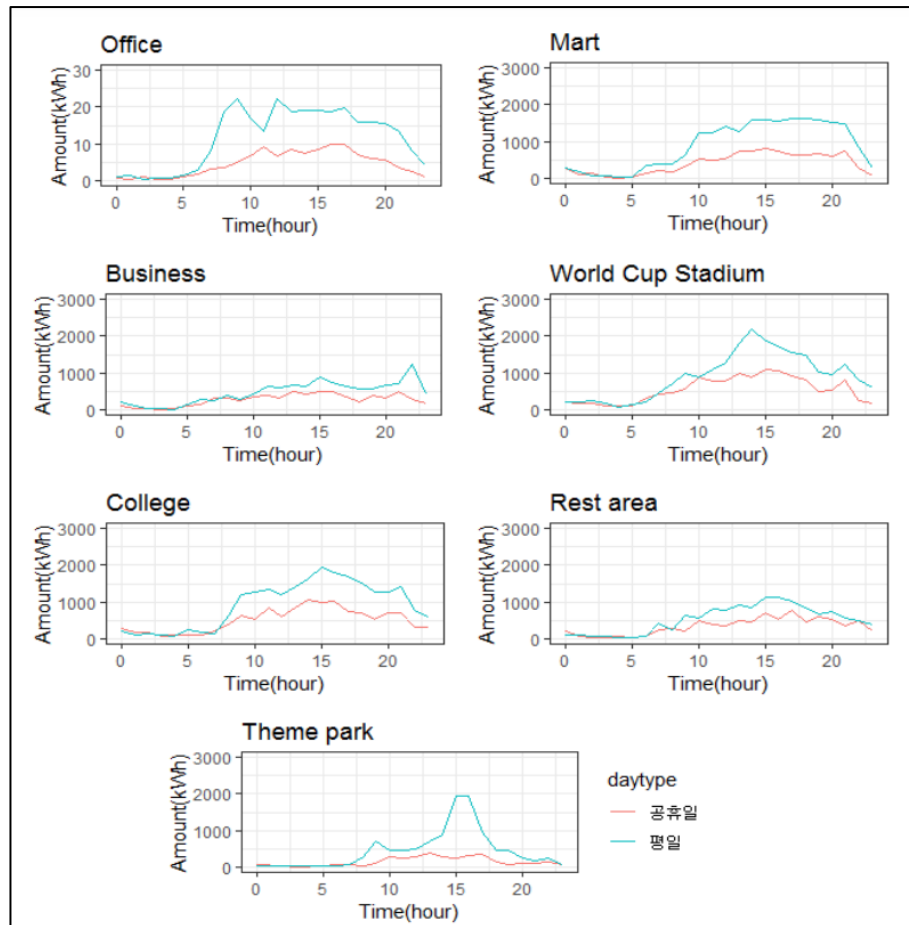 Office
Mart
Amount(kWh)
30
20
10
0
0 5 10 15 20
Time(hour)
Amount(kWh)
3000
2000
1000
0
0 5 10 15 20
Time(hour)
Business
World Cup Stadium
Amount(kWh)
3000
2000
1000
0
0 5 10 15 20
Time(hour)
Amount(kWh)
3000
2000
1000
0
0 5 10 15 20
Time(hour)
College
Rest area
Amount(kWh)
3000
2000
1000
0
0 5 10 15 20
Time(hour)
Amount(kWh)
3000
2000
1000
0
0 5 10 15 20
Time(hour)
Theme park
Amount(kWh)
3000
2000
1000
0
0 5 10 15 20
Time(hour)
daytype
공휴일
평일